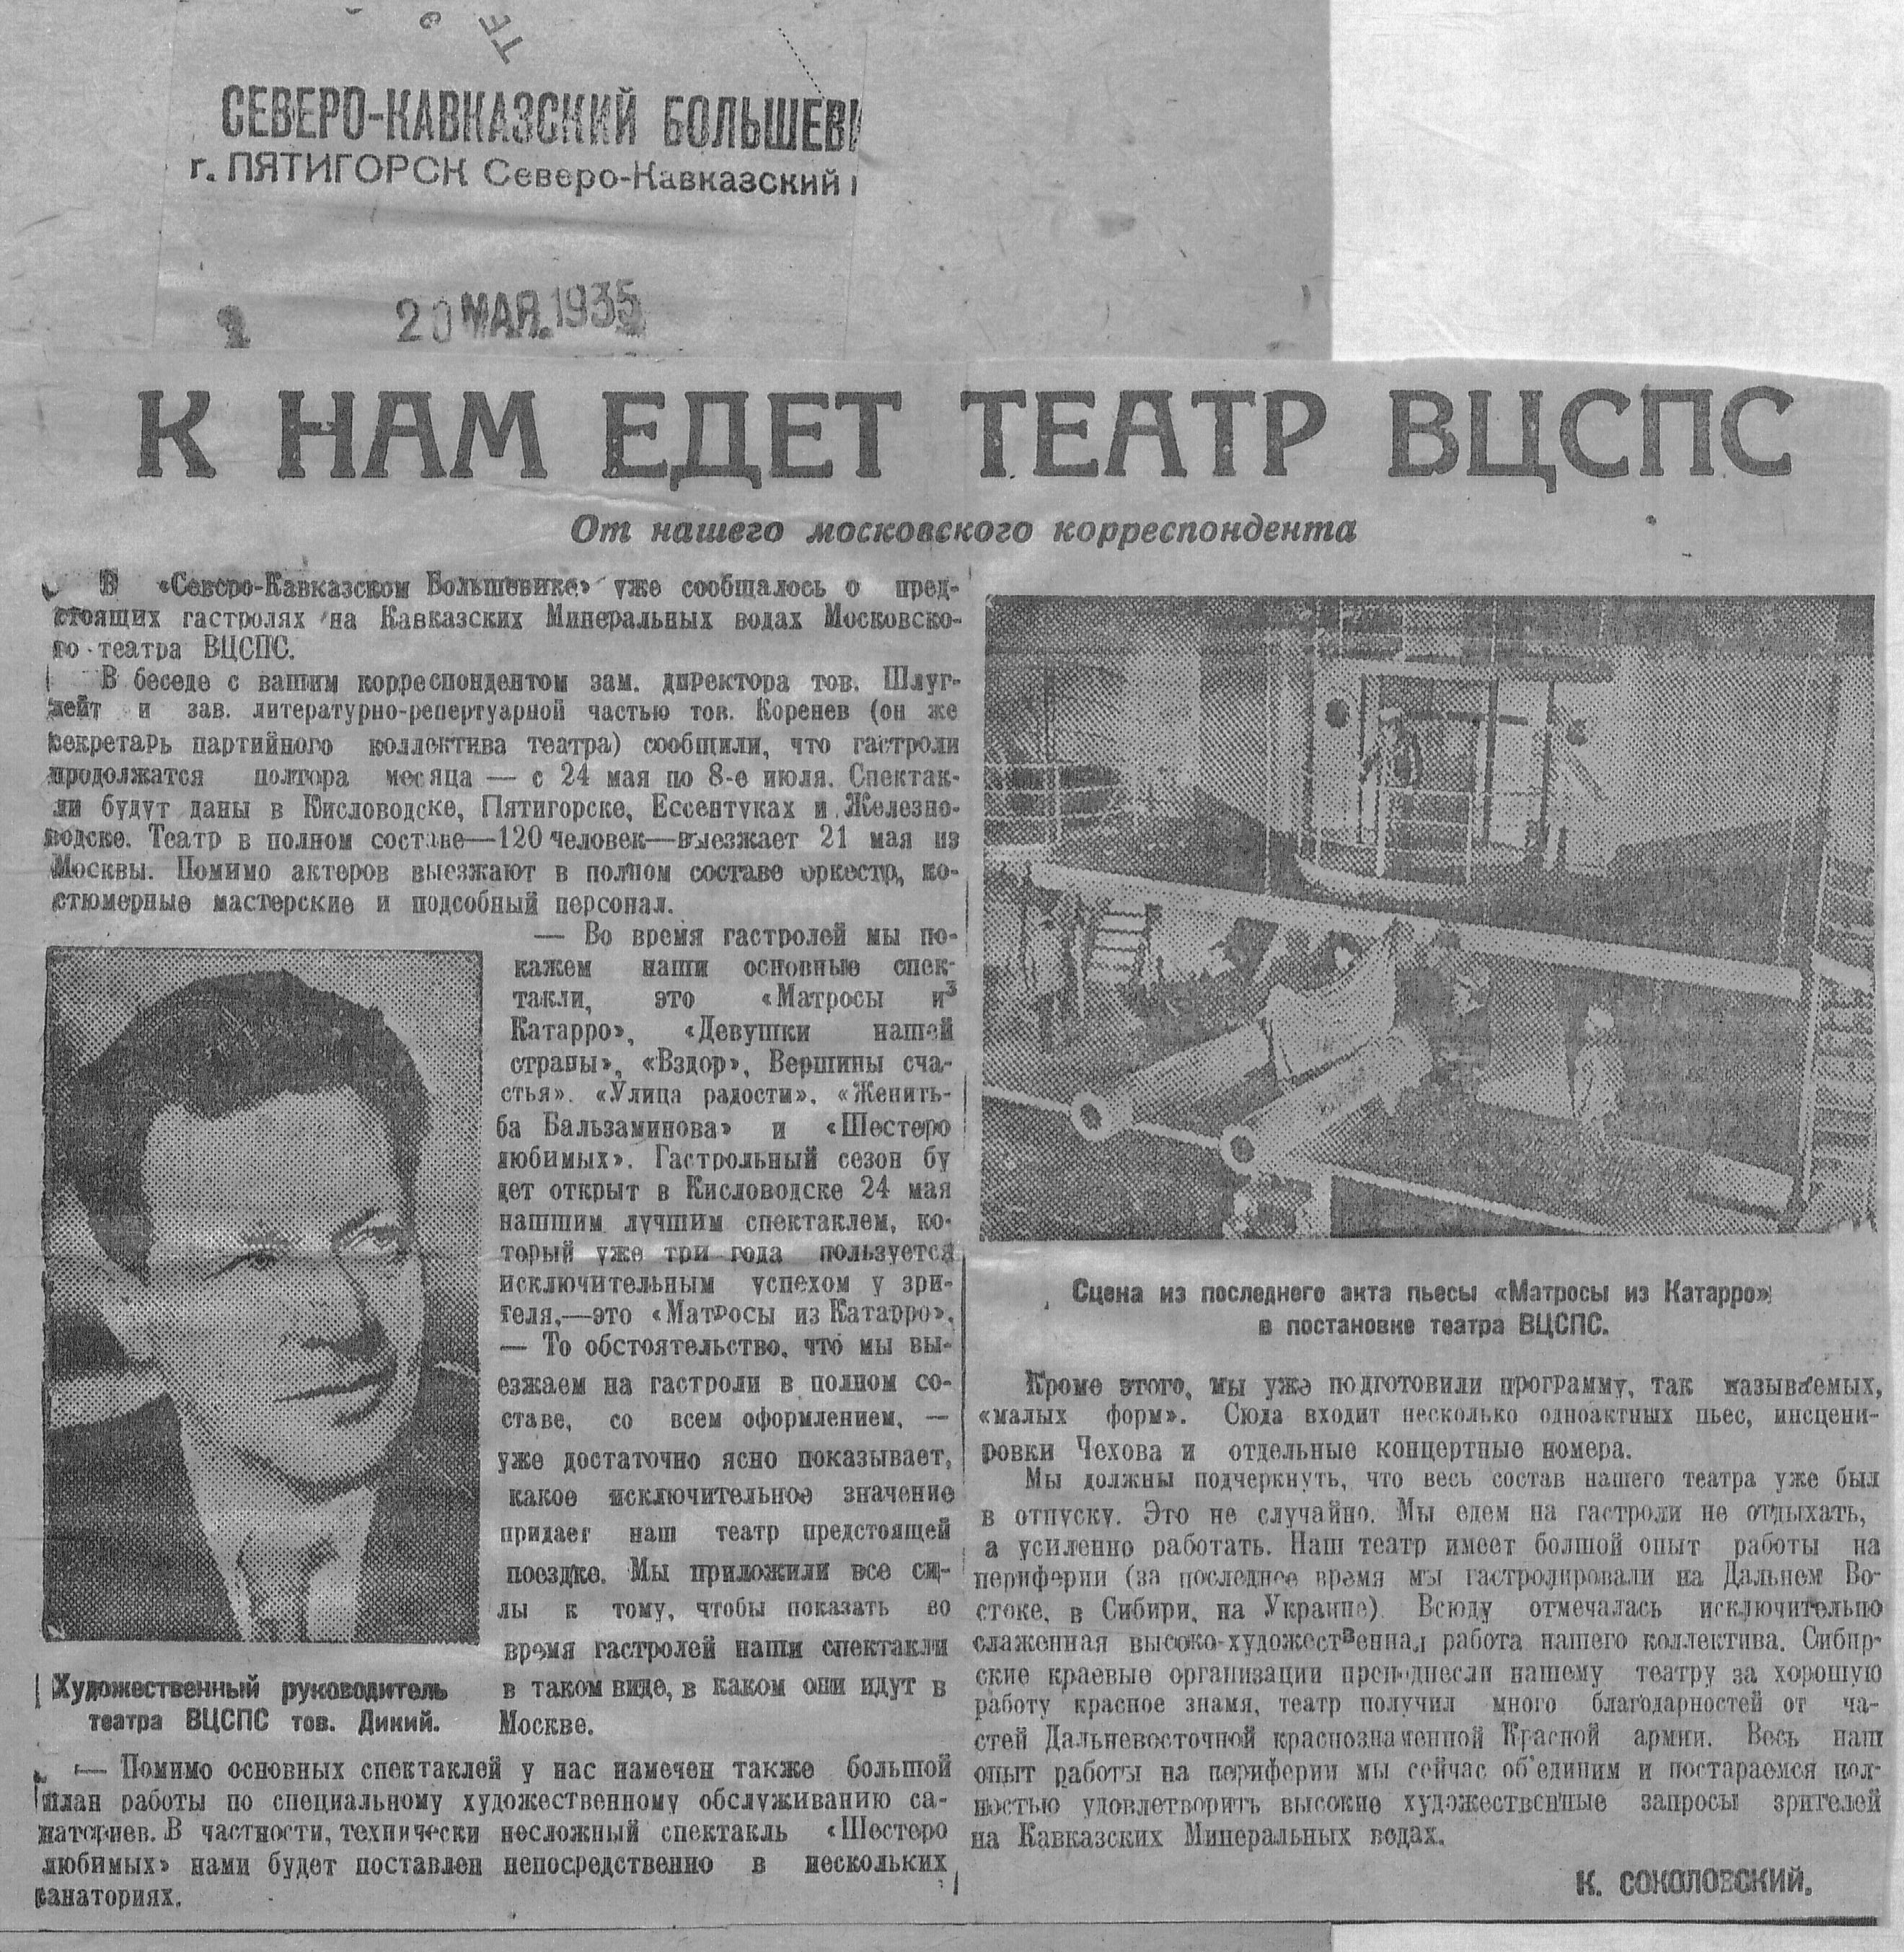 СЕВЕРО-КАВКАЗСКИЙ БОЛЬШЕВИ
г. ПЯТИГОРСК Северо-Кавказский
20 МАЯ. 1935
К НАМ ЕДЕТ ТЕАТР ВЦСПС
От нашего московского корреспондента
В «Северо-Кавказском Большевике» уже сообщалось о пред-
стоящих гастролях на Кавказских Минеральных водах Московско-
го театра ВЦСПС.
В беседе с вашим корреспондентом зам. директора тов. Шлуг-
лейт и зав. литературно-репертуарной частью тов. Коренев (он же
секретарь партийного коллектива театра) сообщили, что гастроли
продолжатся полтора месяца — с 24 мая по 8-е июля. Спектак-
ли будут даны в Кисловодске, Пятигорске, Ессентуках и Железно-
водске. Театр в полном составе—120 человек—выезжает 21 мая из
Москвы. Помимо актеров выезжают в полном составе оркестр, ко-
стюмерные мастерские и подсобный персонал.
— Во время гастролей мы по-
кажем наши основные спек-
такли, это «Матросы из
Катарро», «Девушки нашей
страны», «Вздор», Вершины сча-
стья». «Улица радости», «Женить-
ба Бальзаминова» и «Шестеро
любимых». Гастрольный сезон бу
дет открыт в Кисловодске 24 мая
нашшим лучшим спектаклем, ко-
торый уже три года пользуется
исключительным успехом у зри-
теля,—это «Матросы из Катарро».
— То обстоятельство, что мы вы-
езжаем на гастроли в полном со-
ставе, со всем оформлением, —
уже достаточно ясно показывает,
какое исключительное значение
придает наш театр предстоящей
поездке. Мы приложили все си-
лы к тому, чтобы показать во
время гастролей наши спектакли
в таком виде, в каком они идут в
Москве.
Художественный руководитель
театра ВЦСПС тов. Дикий.
— Помимо основных спектаклей у нас намечен также большой
план работы по специальному художественному обслуживанию са-
наториев. В частности, технически несложный спектакль «Шестеро
любимых» нами будет поставлен непосредственно в нескольких
санаториях.
Сцена из последнего акта пьесы «Матросы из Катарро»
в постановке театра ВЦСПС.
Кроме этого, мы уже подготовили программу, так называемых,
«малых форм». Сюда входит несколько одноактных пьес, инсцени-
ровки Чехова и отдельные концертные номера.
Мы должны подчеркнуть, что весь состав нашего театра уже был
в отпуску. Это не случайно. Мы едем на гастроли не отдыхать,
а усиленно работать. Наш театр имеет болшой опыт работы на
периферии (за последнее время мы гастролировали на Дальнем Во-
стоке, в Сибири, на Украине). Всюду отмечалась исключительно
слаженная высоко-художественная работа нашего коллектива. Сибир-
ские краевые организации преподнесли нашему театру за хорошую
работу красное знамя, театр получил много благодарностей от ча-
стей Дальневосточной краснознаменной Красной армии. Весь наш
опыт работы на периферии мы сейчас об'единим и постараемся пол-
ностью удовлетворить высокие художественные запросы зрителей
на Кавказских Минеральных водах.
К. СОКОЛОВСКИЙ.